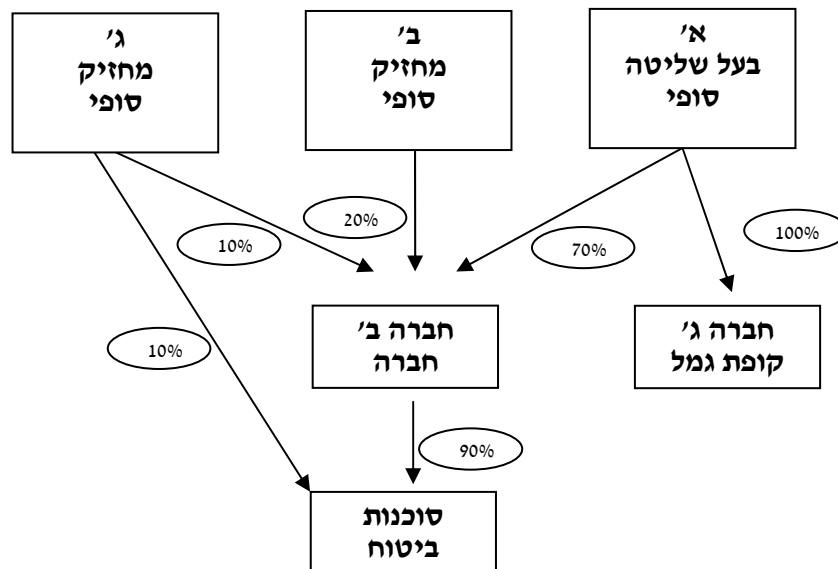 א׳
בעל שליטה
סופי
ב׳
מחזיק
סופי
ג׳
מחזיק
סופי
100%
70%
20%
10%
חברה ג׳
קופת גמל
חברה ב׳
חברה
10%
90%
סוכנות
ביטוח